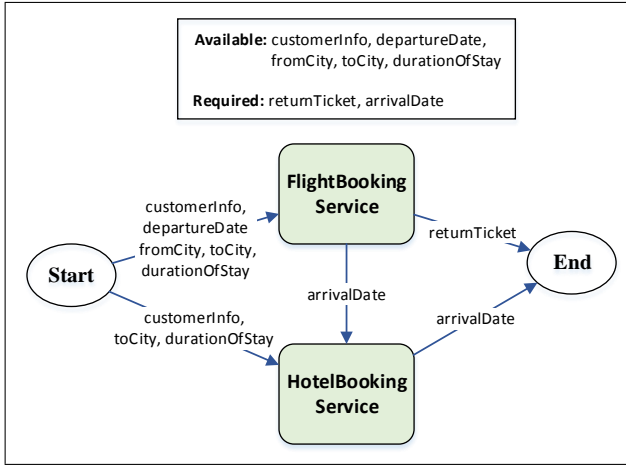 Available: customerInfo, departureDate,
fromCity, toCity, durationOfStay
Required: returnTicket, arrivalDate
FlightBooking
Service
customerInfo,
departureDate
fromCity, toCity,
durationOfStay
returnTicket
Start
End
arrivalDate
customerInfo,
toCity, durationOfStay
arrivalDate
HotelBooking
Service